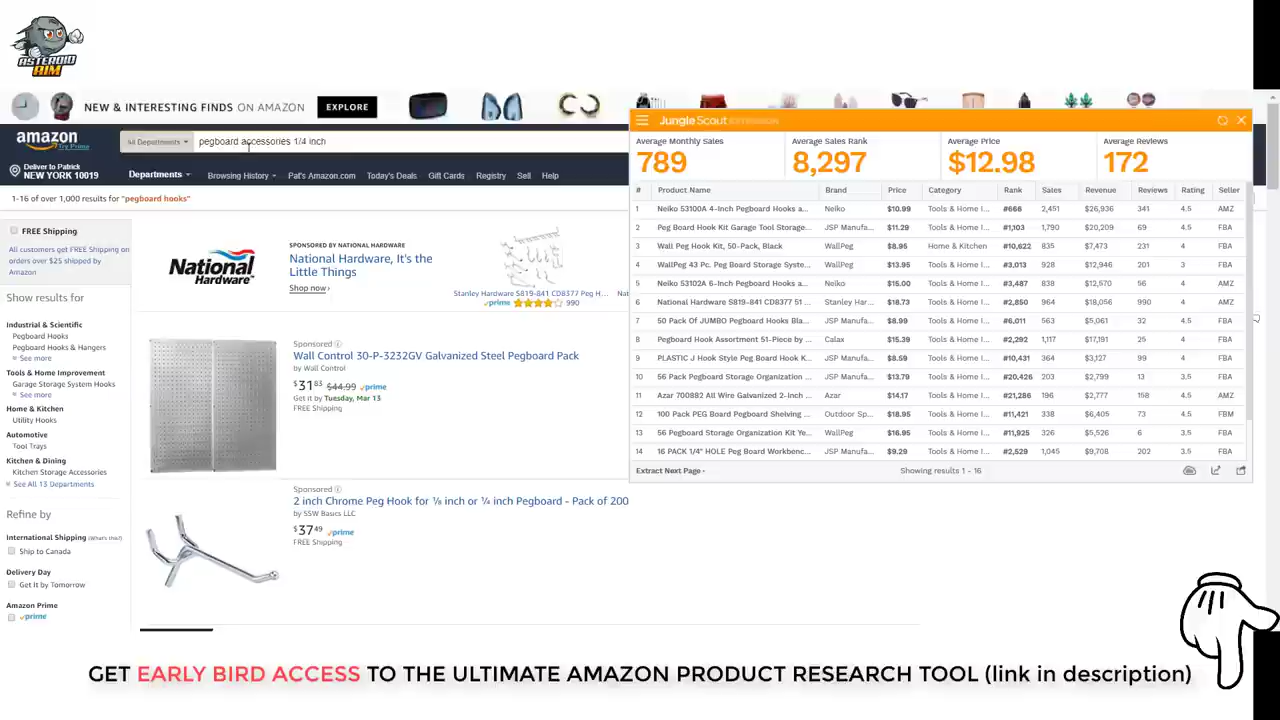 ASTEROID
AIM
NEW & INTERESTING FINDS ON AMAZON EXPLORE
amazon
Try Prime
All Departments
pegboard accessories 1/4 inch
Deliver to Patrick
NEW YORK 10019
Departments Browsing History Pat's Amazon.com Today's Deals Gift Cards Registry Sell Help
1-16 of over 1,000 results for "pegboard hooks"
FREE Shipping
All customers get FREE Shipping on
orders over $25 shipped by
Amazon
Show results for
Industrial & Scientific
Pegboard Hooks
Pegboard Hooks & Hangers
See more
Tools & Home Improvement
Garage Storage System Hooks
See more
Home & Kitchen
Utility Hooks
Automotive
Tool Trays
Kitchen & Dining
Kitchen Storage Accessories
See All 13 Departments
Refine by
International Shipping (What's this?)
Ship to Canada
Delivery Day
Get It by Tomorrow
Amazon Prime
prime
National
Hardware
SPONSORED BY NATIONAL HARDWARE
National Hardware, It's the
Little Things
Shop now ›
Stanley Hardware S819-841 CD8377 Peg H... Nat
prime 990
Sponsored
Wall Control 30-P-3232GV Galvanized Steel Pegboard Pack
by Wall Control
$31 83 $44.99 prime
Get it by Tuesday, Mar 13
FREE Shipping
Sponsored
2 inch Chrome Peg Hook for ⅛ inch or ¼ inch Pegboard - Pack of 200
by SSW Basics LLC
$37 49 prime
FREE Shipping
Jungle Scout EXTENSION
Average Monthly Sales Average Sales Rank Average Price Average Reviews
789 8,297 $12.98 172
# Product Name Brand Price Category Rank Sales Revenue Reviews Rating Seller
1 Neiko 53100A 4-Inch Pegboard Hooks a... Neiko $10.99 Tools & Home I... #666 2,451 $26,936 341 4.5 AMZ
2 Peg Board Hook Kit Garage Tool Storage... JSP Manufa... $11.29 Tools & Home I... #1,103 1,790 $20,209 69 4.5 AMZ
3 Wall Peg Hook Kit, 50-Pack, Black WallPeg $8.95 Home & Kitchen #10,622 835 $7,473 231 4 FBA
4 WallPeg 43 Pc. Peg Board Storage Syste... WallPeg $13.95 Tools & Home I... #3,013 928 $12,946 201 3 FBA
5 Neiko 53102A 6-Inch Pegboard Hooks a... Neiko $15.00 Tools & Home I... #3,487 838 $12,570 56 4 AMZ
6 National Hardware S819-841 CD8377 51 ... Stanley Har... $18.73 Tools & Home I... #2,850 964 $18,056 990 4 AMZ
7 50 Pack Of JUMBO Pegboard Hooks Bla... JSP Manufa... $8.99 Tools & Home I... #6,011 563 $5,061 32 4.5 FBA
8 Pegboard Hook Assortment 51-Piece by ... Calax $15.39 Tools & Home I... #2,292 1,117 $17,191 25 4 FBA
9 PLASTIC J Hook Style Peg Board Hook K... JSP Manufa... $8.59 Tools & Home I... #10,431 364 $3,127 99 4 FBA
10 56 Pack Pegboard Storage Organization ... JSP Manufa... $13.79 Tools & Home I... #20,426 203 $2,799 13 3.5 FBA
11 Azar 700882 All Wire Galvanized 2-Inch ... Azar $14.17 Tools & Home I... #21,286 196 $2,777 158 4.5 AMZ
12 100 Pack PEG Board Pegboard Shelving ... Outdoor Sp... $18.95 Tools & Home I... #11,421 338 $6,405 73 4.5 FBM
13 56 Pegboard Storage Organization Kit Ye... WallPeg $16.95 Tools & Home I... #11,925 326 $5,526 6 3.5 FBA
14 16 PACK 1/4" HOLE Peg Board Workbenc... JSP Manufa... $9.29 Tools & Home I... #2,529 1,045 $9,708 202 4 FBA
Extract Next Page › Showing results 1 - 16
GET EARLY BIRD ACCESS TO THE ULTIMATE AMAZON PRODUCT RESEARCH TOOL (link in description)